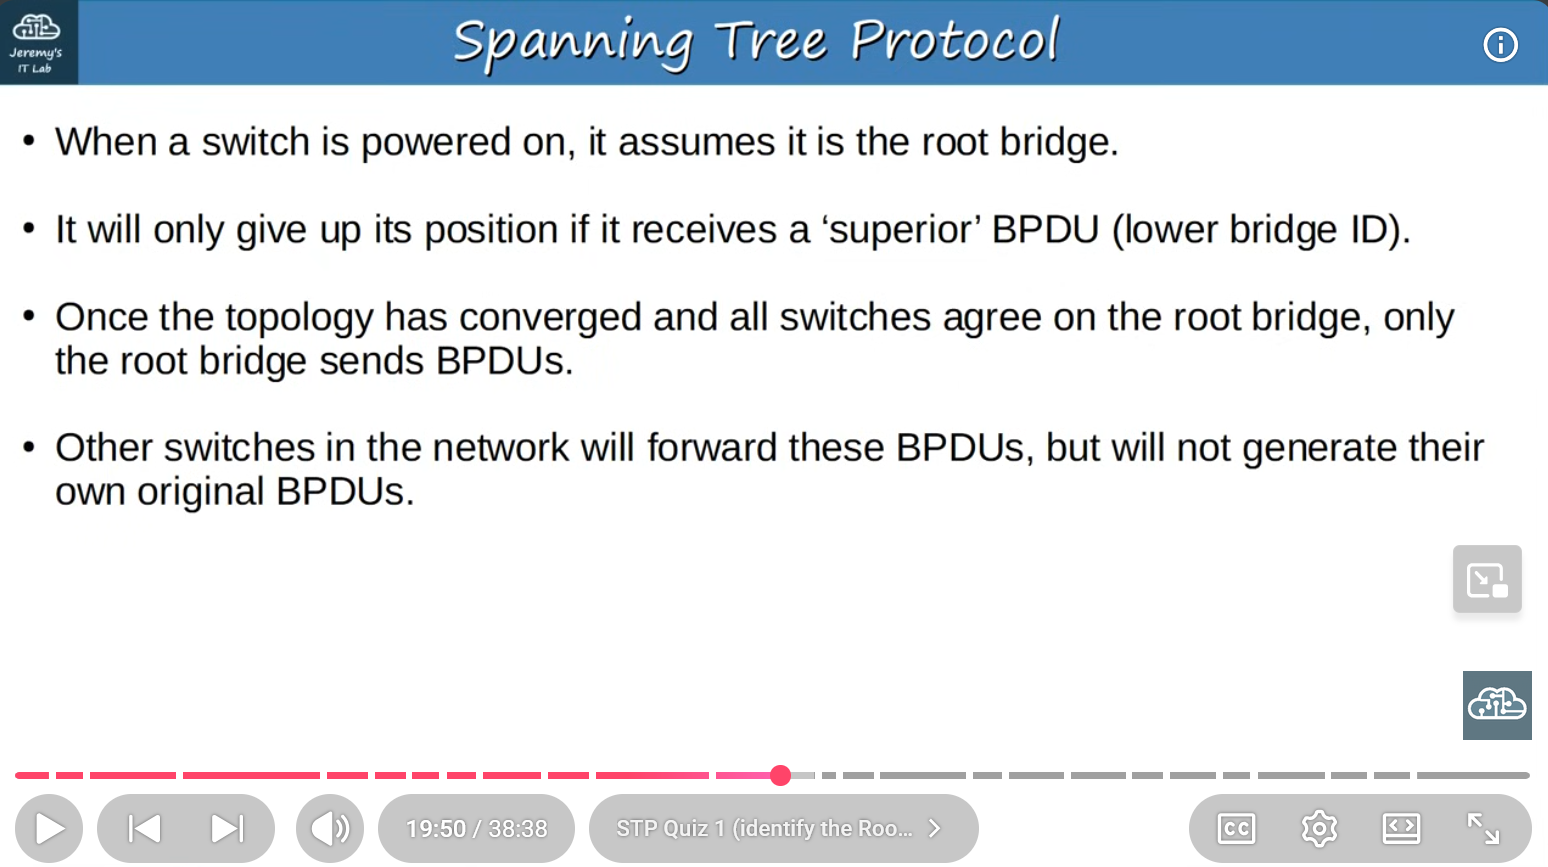 Jeremy's
IT Lab
Spanning Tree Protocol
• When a switch is powered on, it assumes it is the root bridge.
• It will only give up its position if it receives a ‘superior’ BPDU (lower bridge ID).
• Once the topology has converged and all switches agree on the root bridge, only
the root bridge sends BPDUs.
• Other switches in the network will forward these BPDUs, but will not generate their
own original BPDUs.
19:50 / 38:38
STP Quiz 1 (identify the Roo...
CC